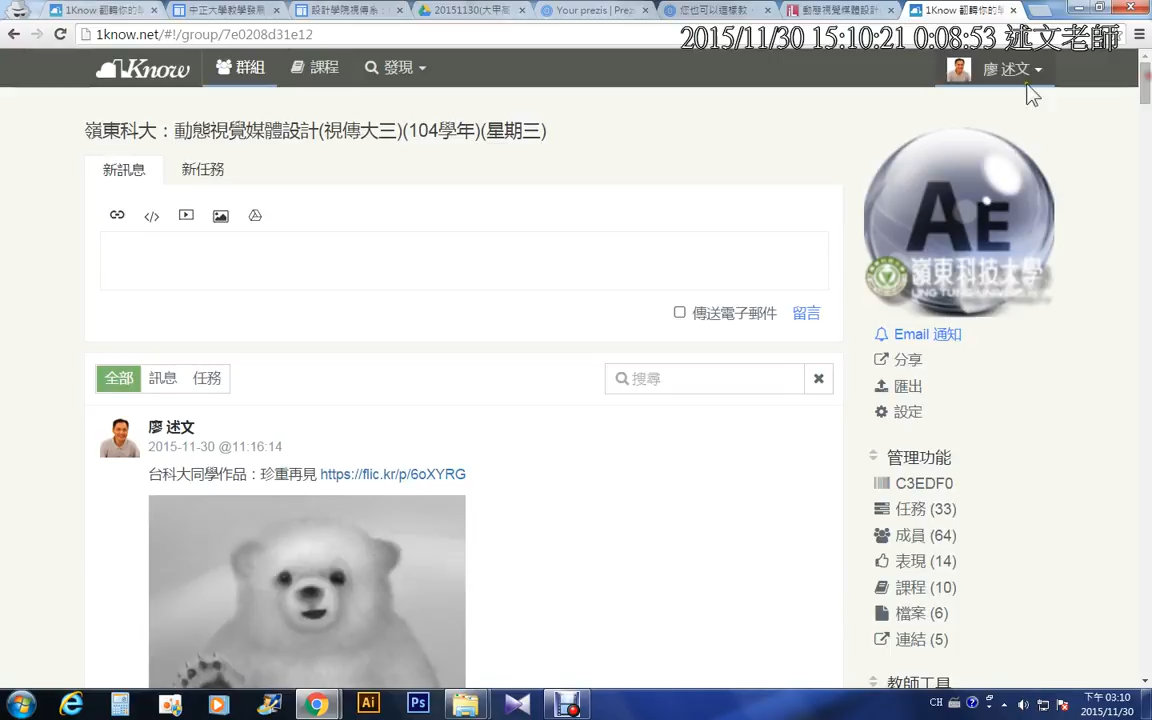 1Know 翻轉你的學
中正大學教學發展
設計學院視傳系：
20151130(大甲高
Your prezis | Prez
您也可以這樣教，
動態視覺媒體設計
1Know 翻轉你的學
1know.net/#!/group/7e0208d31e12
2015/11/30 15:10:21 0:08:53 述文老師
1Know 群組 課程 發現 廖 述文
嶺東科大：動態視覺媒體設計(視傳大三)(104學年)(星期三)
新訊息 新任務
傳送電子郵件 留言
AE
嶺東科技大學
LING TUNG UNIVERSITY
Email 通知
分享
匯出
設定
全部 訊息 任務 搜尋
廖 述文
2015-11-30 @11:16:14
台科大同學作品：珍重再見 https://flic.kr/p/6oXYRG
管理功能
C3EDF0
任務 (33)
成員 (64)
表現 (14)
課程 (10)
檔案 (6)
連結 (5)
教師工具
Ai
Ps
CH
下午 03:10
2015/11/30